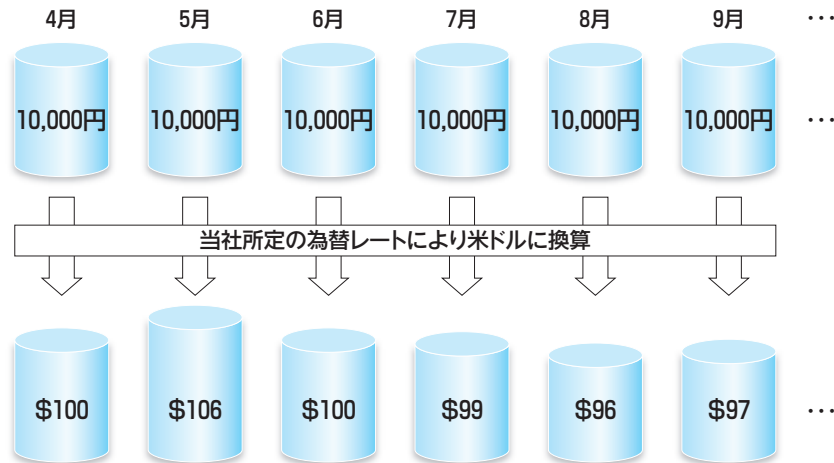 4月 5月 6月 7月 8月 9月 …
10,000円 10,000円 10,000円 10,000円 10,000円 10,000円 …
当社所定の為替レートにより米ドルに換算
$100 $106 $100 $99 $96 $97 …